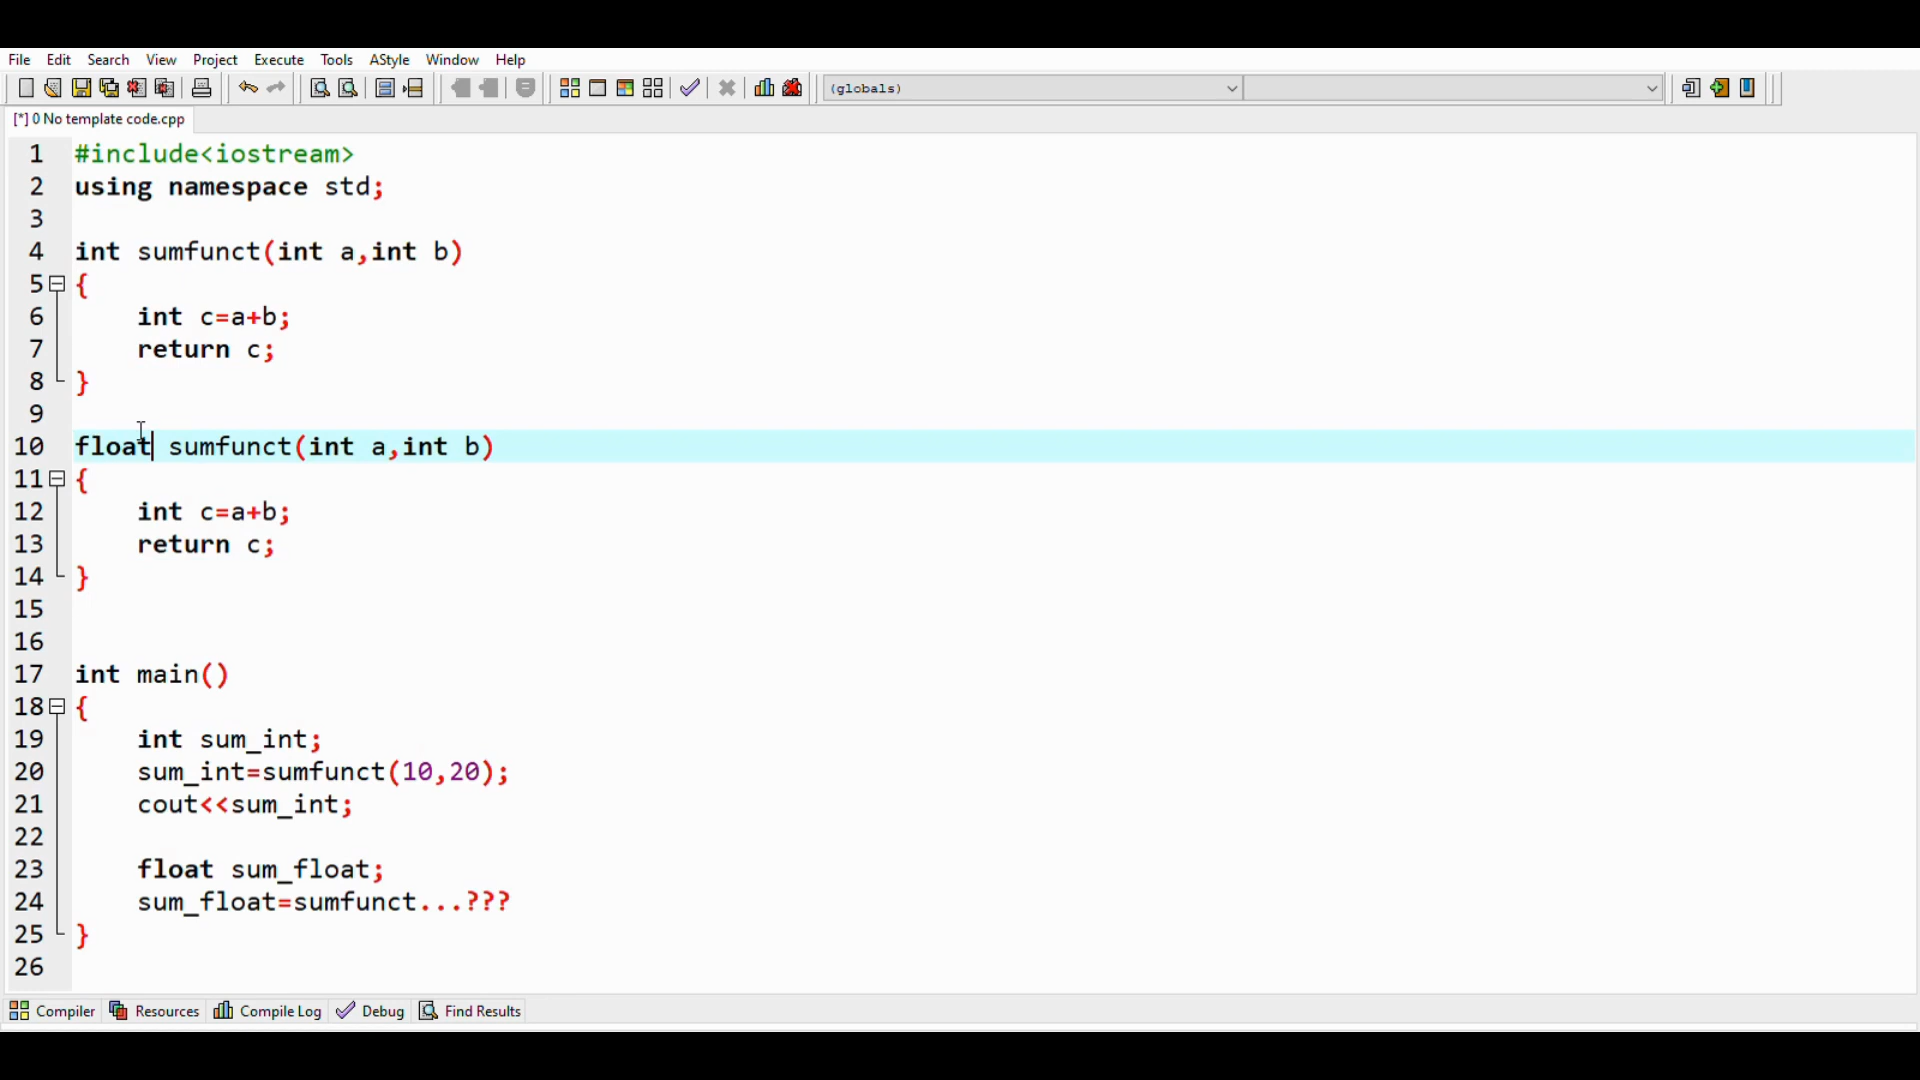 File Edit Search View Project Execute Tools AStyle Window Help
(globals)
[*] 0 No template code.cpp
1 #include<iostream>
2 using namespace std;
3
4 int sumfunct(int a,int b)
5 {
6 int c=a+b;
7 return c;
8 }
9
10 float sumfunct(int a,int b)
11 {
12 int c=a+b;
13 return c;
14 }
15
16
17 int main()
18 {
19 int sum_int;
20 sum_int=sumfunct(10,20);
21 cout<<sum_int;
22
23 float sum_float;
24 sum_float=sumfunct...???
25 }
26
Compiler Resources Compile Log Debug Find Results